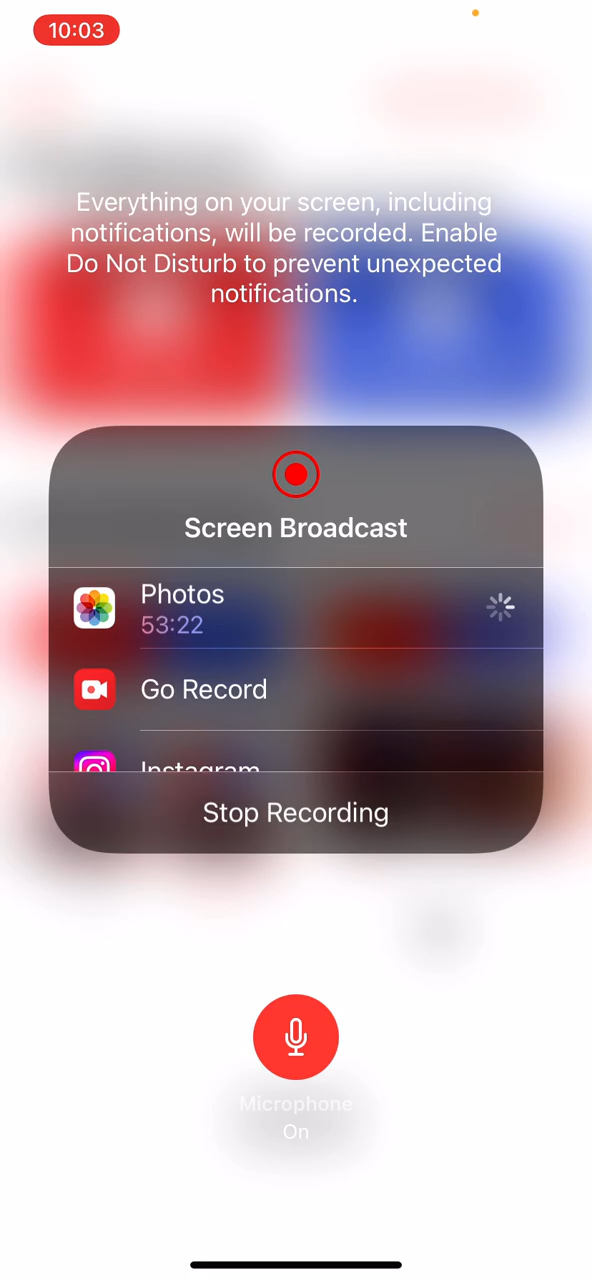 10:03
Everything on your screen, including
notifications, will be recorded. Enable
Do Not Disturb to prevent unexpected
notifications.
Screen Broadcast
Photos
53:22
Go Record
Instagram
Stop Recording
Microphone
On